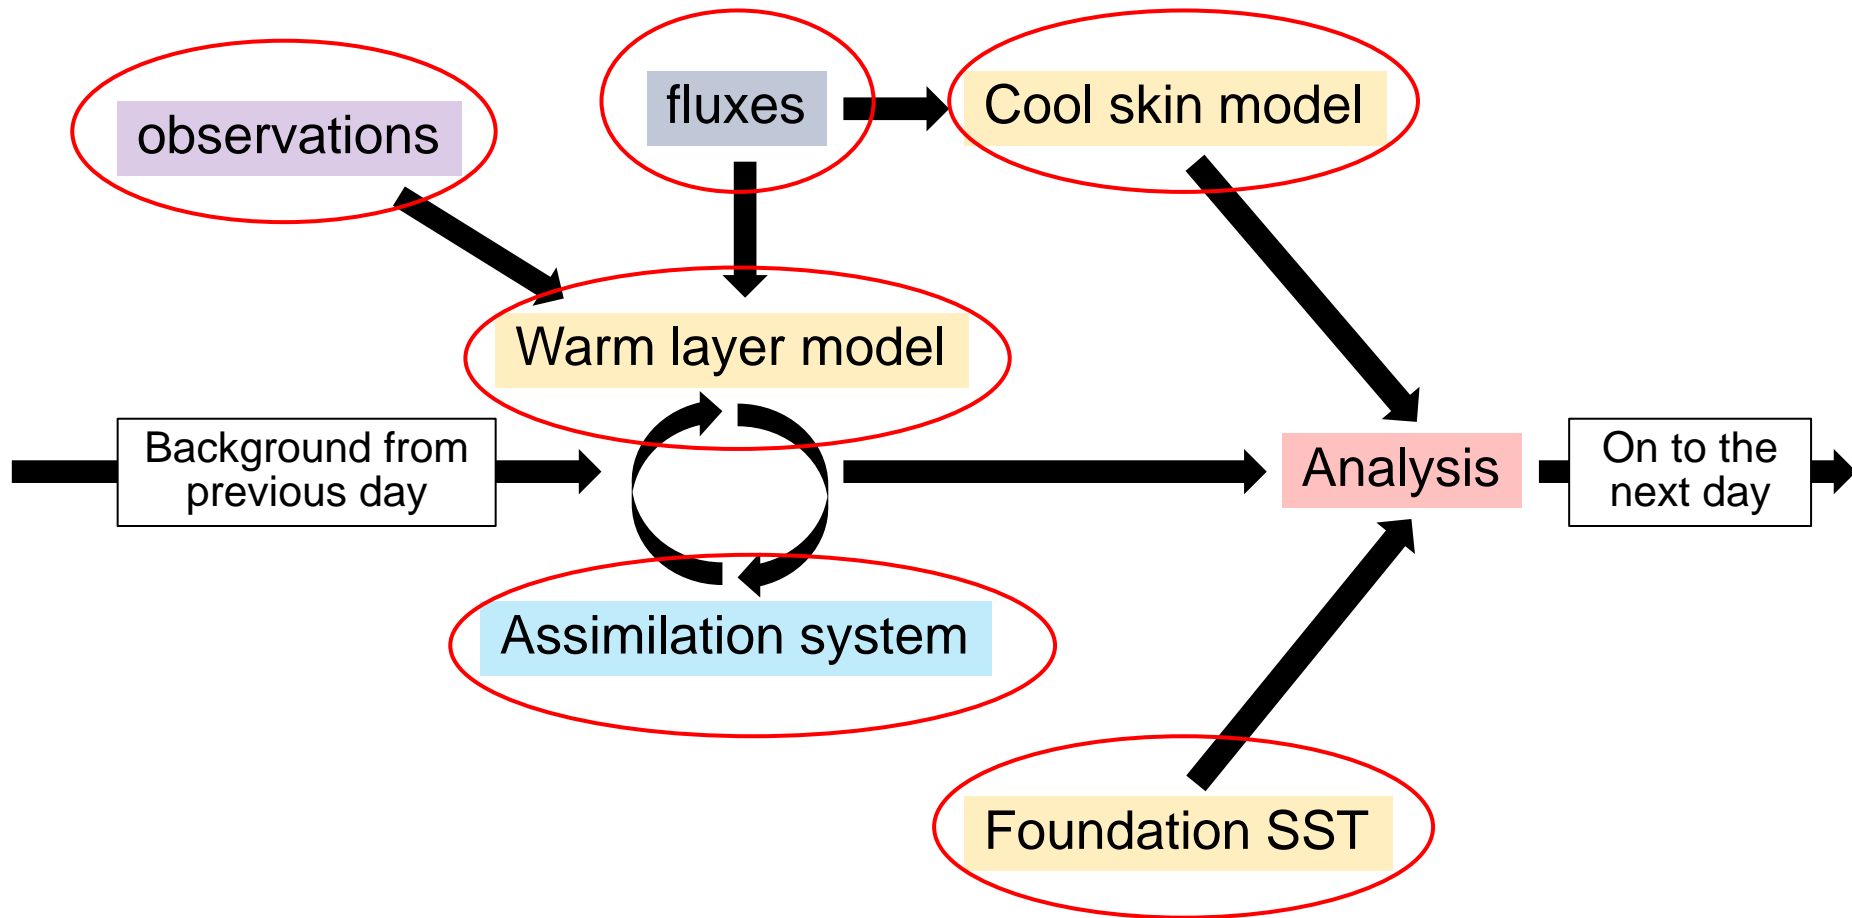 observations
fluxes
Cool skin model
Warm layer model
Background from
previous day
Analysis
On to the
next day
Assimilation system
Foundation SST